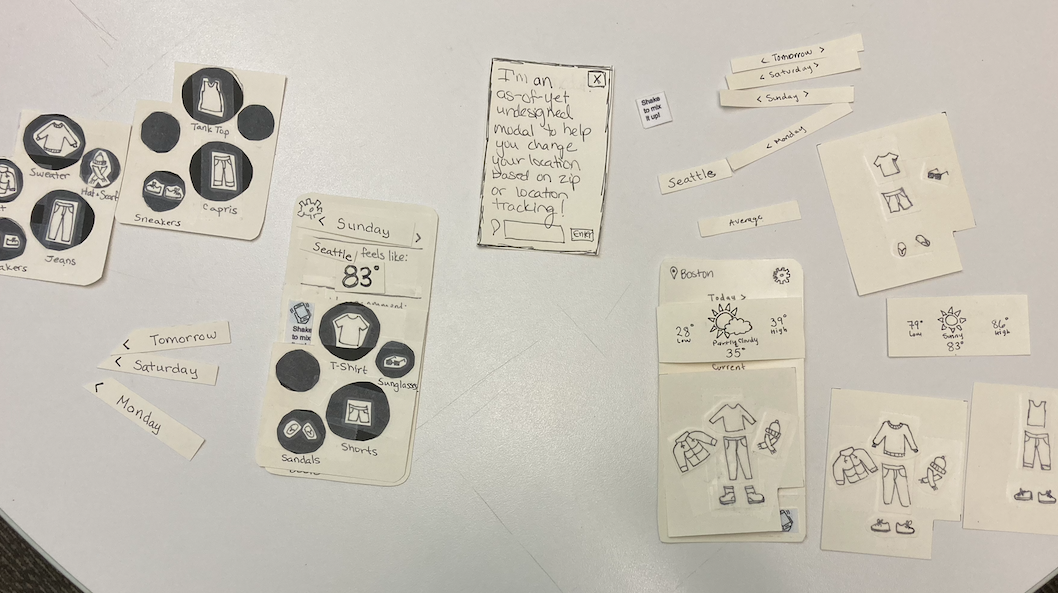 Sweater
Hat + Scarf
Jeans
Tank Top
Capris
Sneakers
< Tomorrow
< Saturday
< Monday
< Sunday >
Seattle feels like:
83°
Shake
to mix
T-Shirt
Sunglasses
Shorts
Sandals
X
I'm an
as-of-yet
undesigned
modal to help
you change
your location
based on zip
or location
tracking!
Enter
Shake
to mix
it up!
< Tomorrow >
< Saturday >
< Sunday >
< Monday
Seattle
Average
Boston
Today >
28° Low
Partly Cloudy
39° High
35°
Current
79° Low
Sunny
86° High
83°